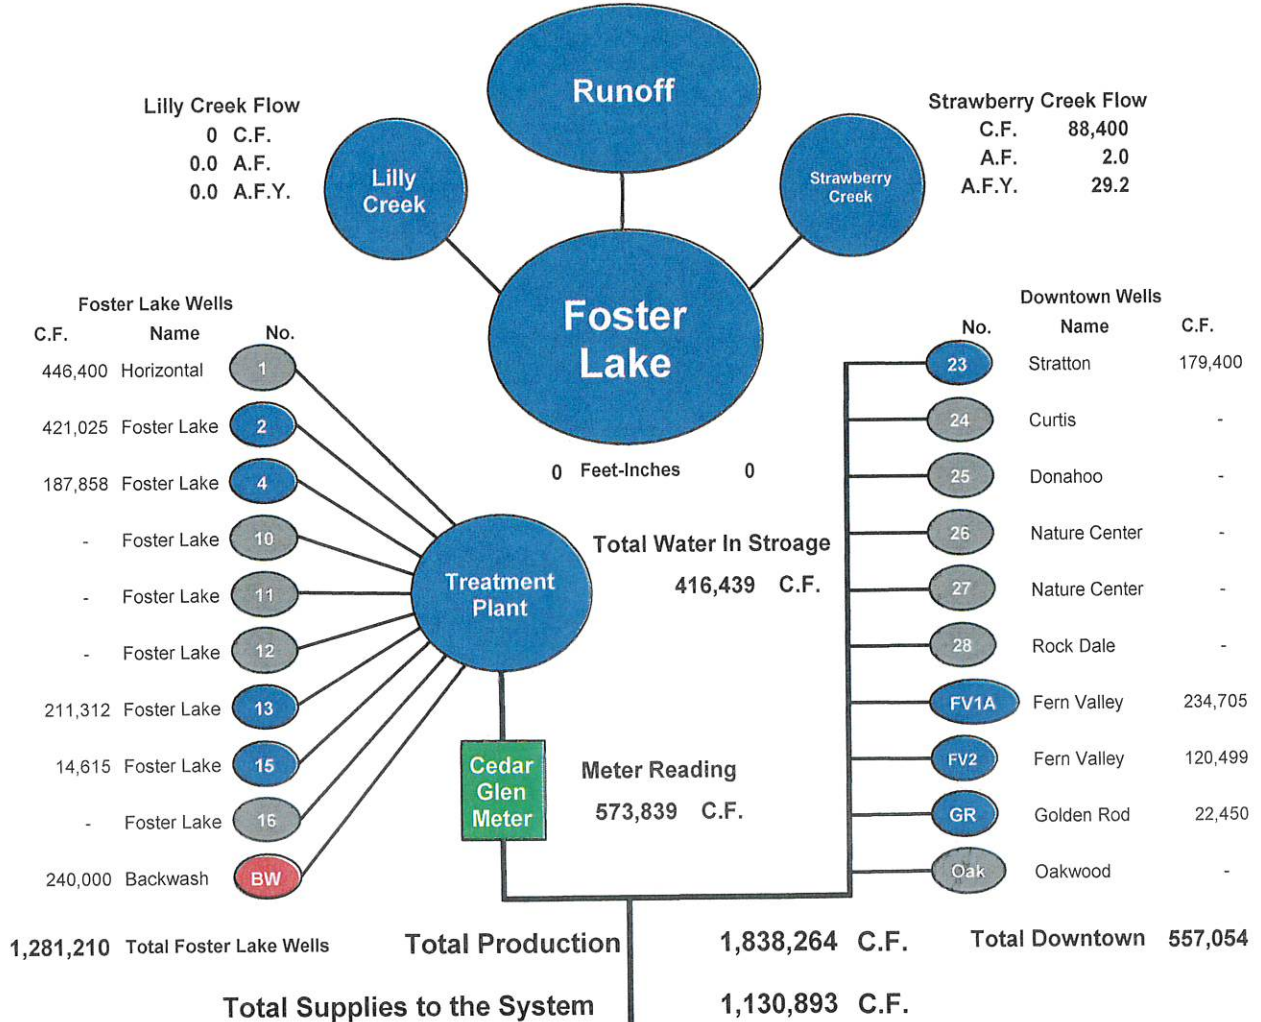 Runoff
Lilly Creek Flow
0 C.F.
0.0 A.F.
0.0 A.F.Y.
Lilly
Creek
Strawberry
Creek
Strawberry Creek Flow
C.F. 88,400
A.F. 2.0
A.F.Y. 29.2
Foster
Lake
0 Feet-Inches 0
Foster Lake Wells
C.F. Name No.
446,400 Horizontal 1
421,025 Foster Lake 2
187,858 Foster Lake 4
- Foster Lake 10
- Foster Lake 11
- Foster Lake 12
211,312 Foster Lake 13
14,615 Foster Lake 15
- Foster Lake 16
240,000 Backwash BW
1,281,210 Total Foster Lake Wells
Treatment
Plant
Total Water In Stroage
416,439 C.F.
Cedar
Glen
Meter
Meter Reading
573,839 C.F.
Downtown Wells
No. Name C.F.
23 Stratton 179,400
24 Curtis -
25 Donahoo -
26 Nature Center -
27 Nature Center -
28 Rock Dale -
FV1A Fern Valley 234,705
FV2 Fern Valley 120,499
GR Golden Rod 22,450
Oak Oakwood -
Total Production 1,838,264 C.F.
Total Downtown 557,054
Total Supplies to the System 1,130,893 C.F.